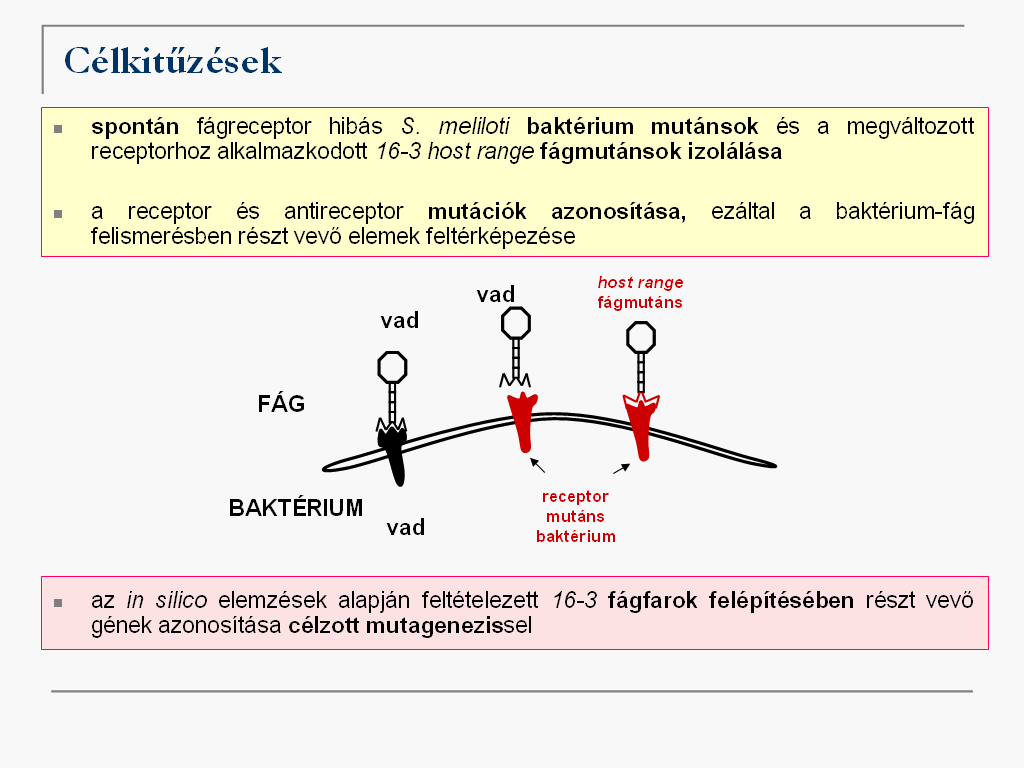 Célkitűzések
spontán fágreceptor hibás S. meliloti baktérium mutánsok és a megváltozott
receptorhoz alkalmazkodott 16-3 host range fágmutánsok izolálása
a receptor és antireceptor mutációk azonosítása, ezáltal a baktérium-fág
felismerésben részt vevő elemek feltérképezése
host range
fágmutáns
vad
vad
FÁG
BAKTÉRIUM
vad
receptor
mutáns
baktérium
az in silico elemzések alapján feltételezett 16-3 fágfarok felépítésében részt vevő
gének azonosítása célzott mutagenezissel